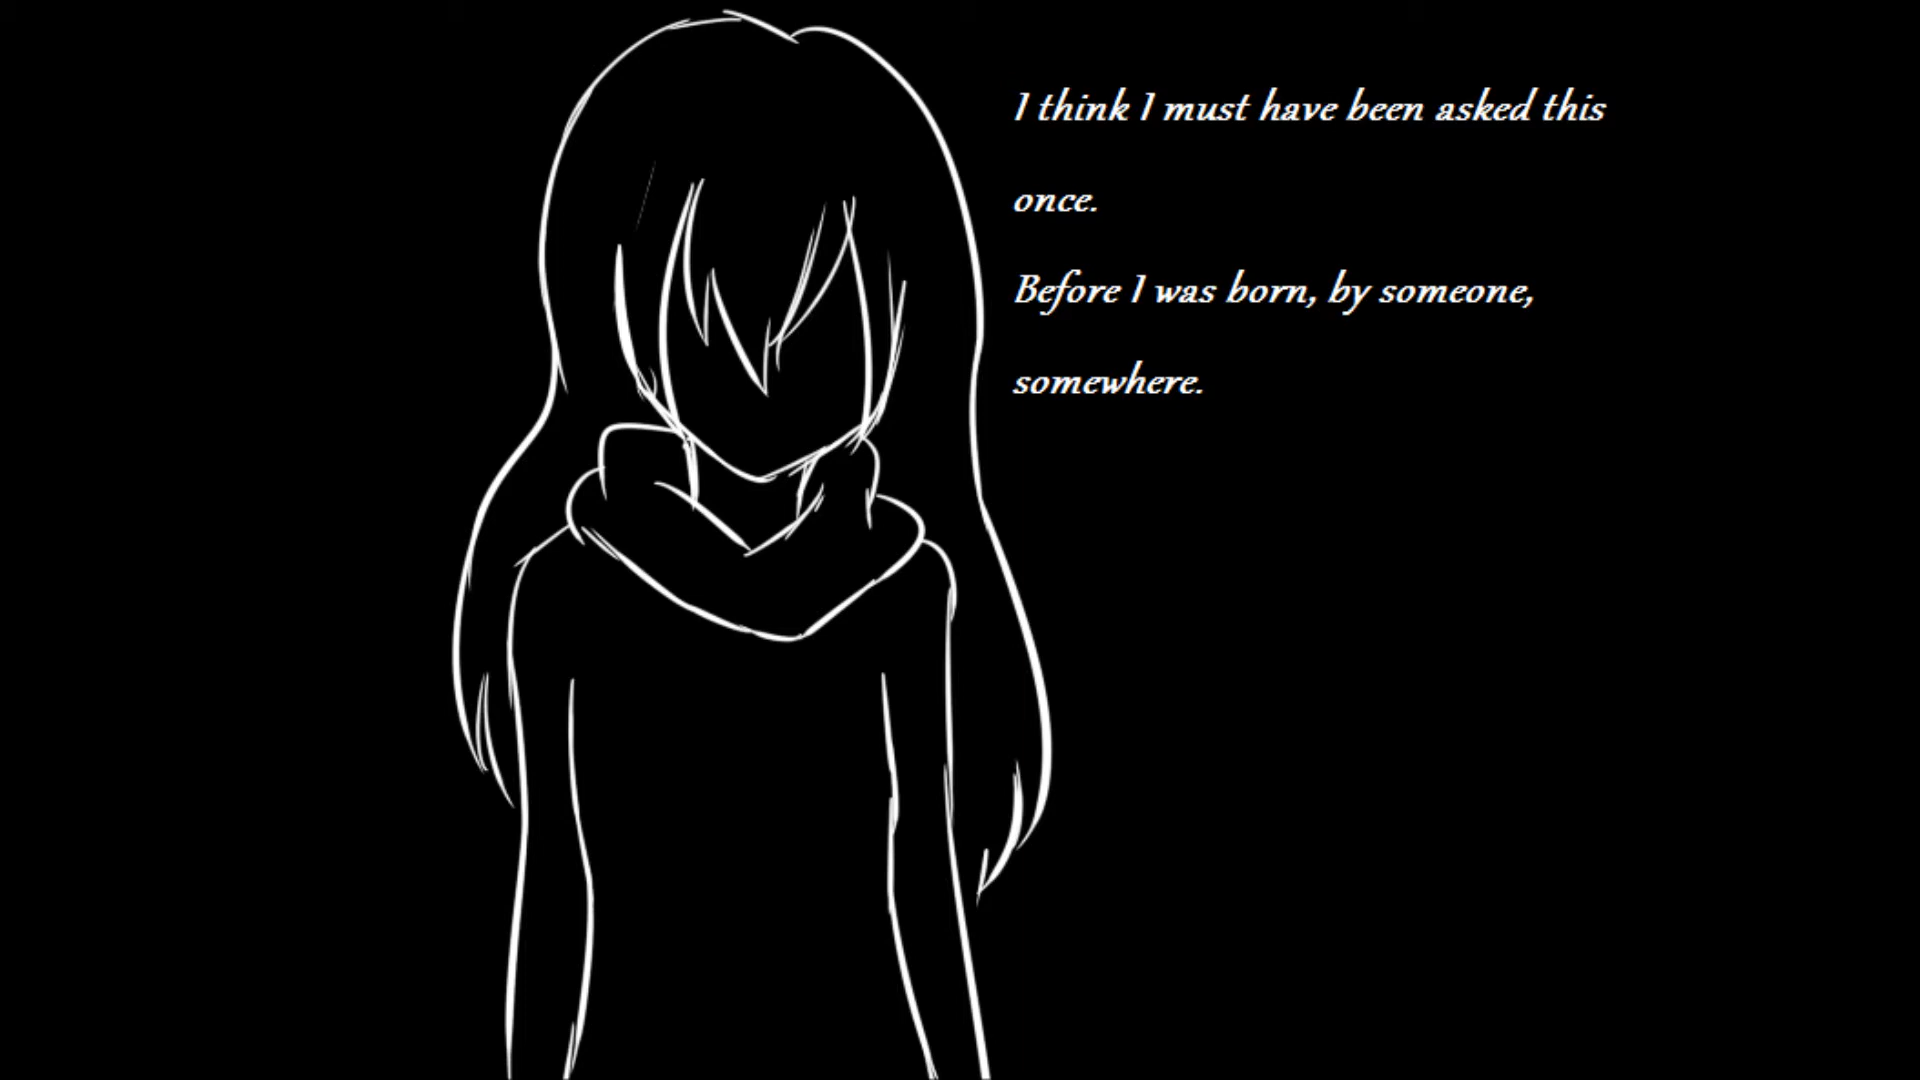 I think I must have been asked this
once.
Before I was born, by someone,
somewhere.